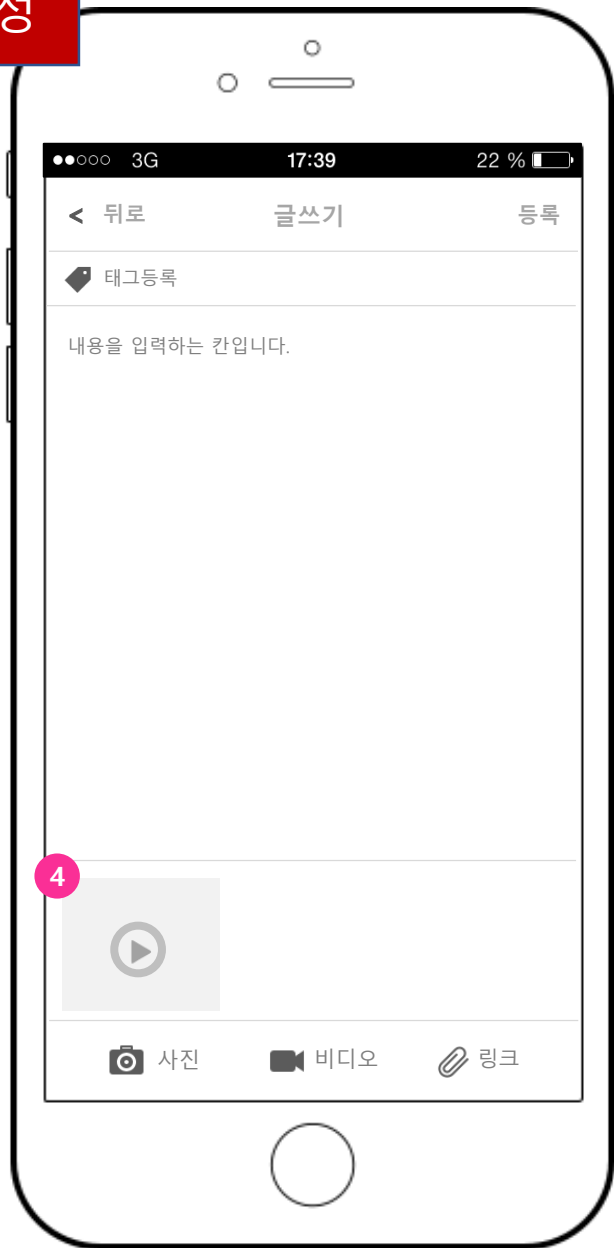 정
3G 17:39 22 %
< 뒤로 글쓰기 등록
태그등록
내용을 입력하는 칸입니다.
4
사진 비디오 링크